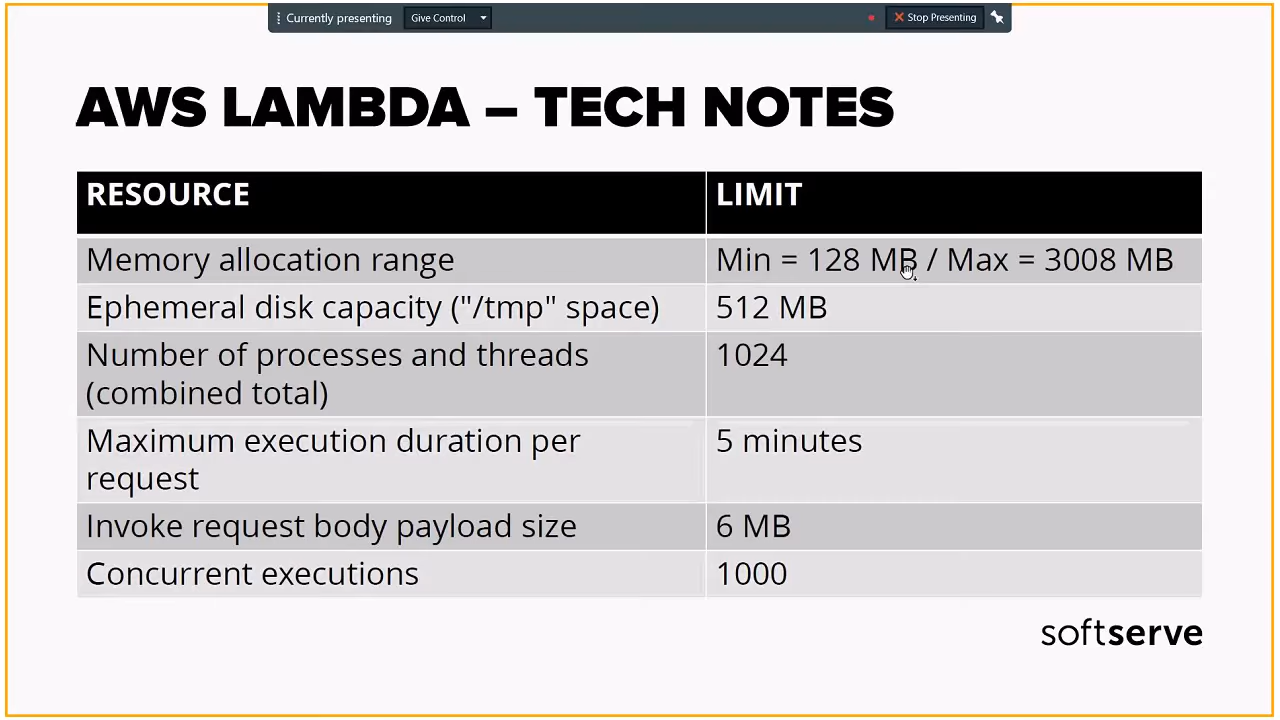 Currently presenting
Give Control
Stop Presenting
AWS LAMBDA – TECH NOTES
RESOURCE
LIMIT
Memory allocation range
Min = 128 MB / Max = 3008 MB
Ephemeral disk capacity ("/tmp" space)
512 MB
Number of processes and threads
(combined total)
1024
Maximum execution duration per
request
5 minutes
Invoke request body payload size
6 MB
Concurrent executions
1000
softserve